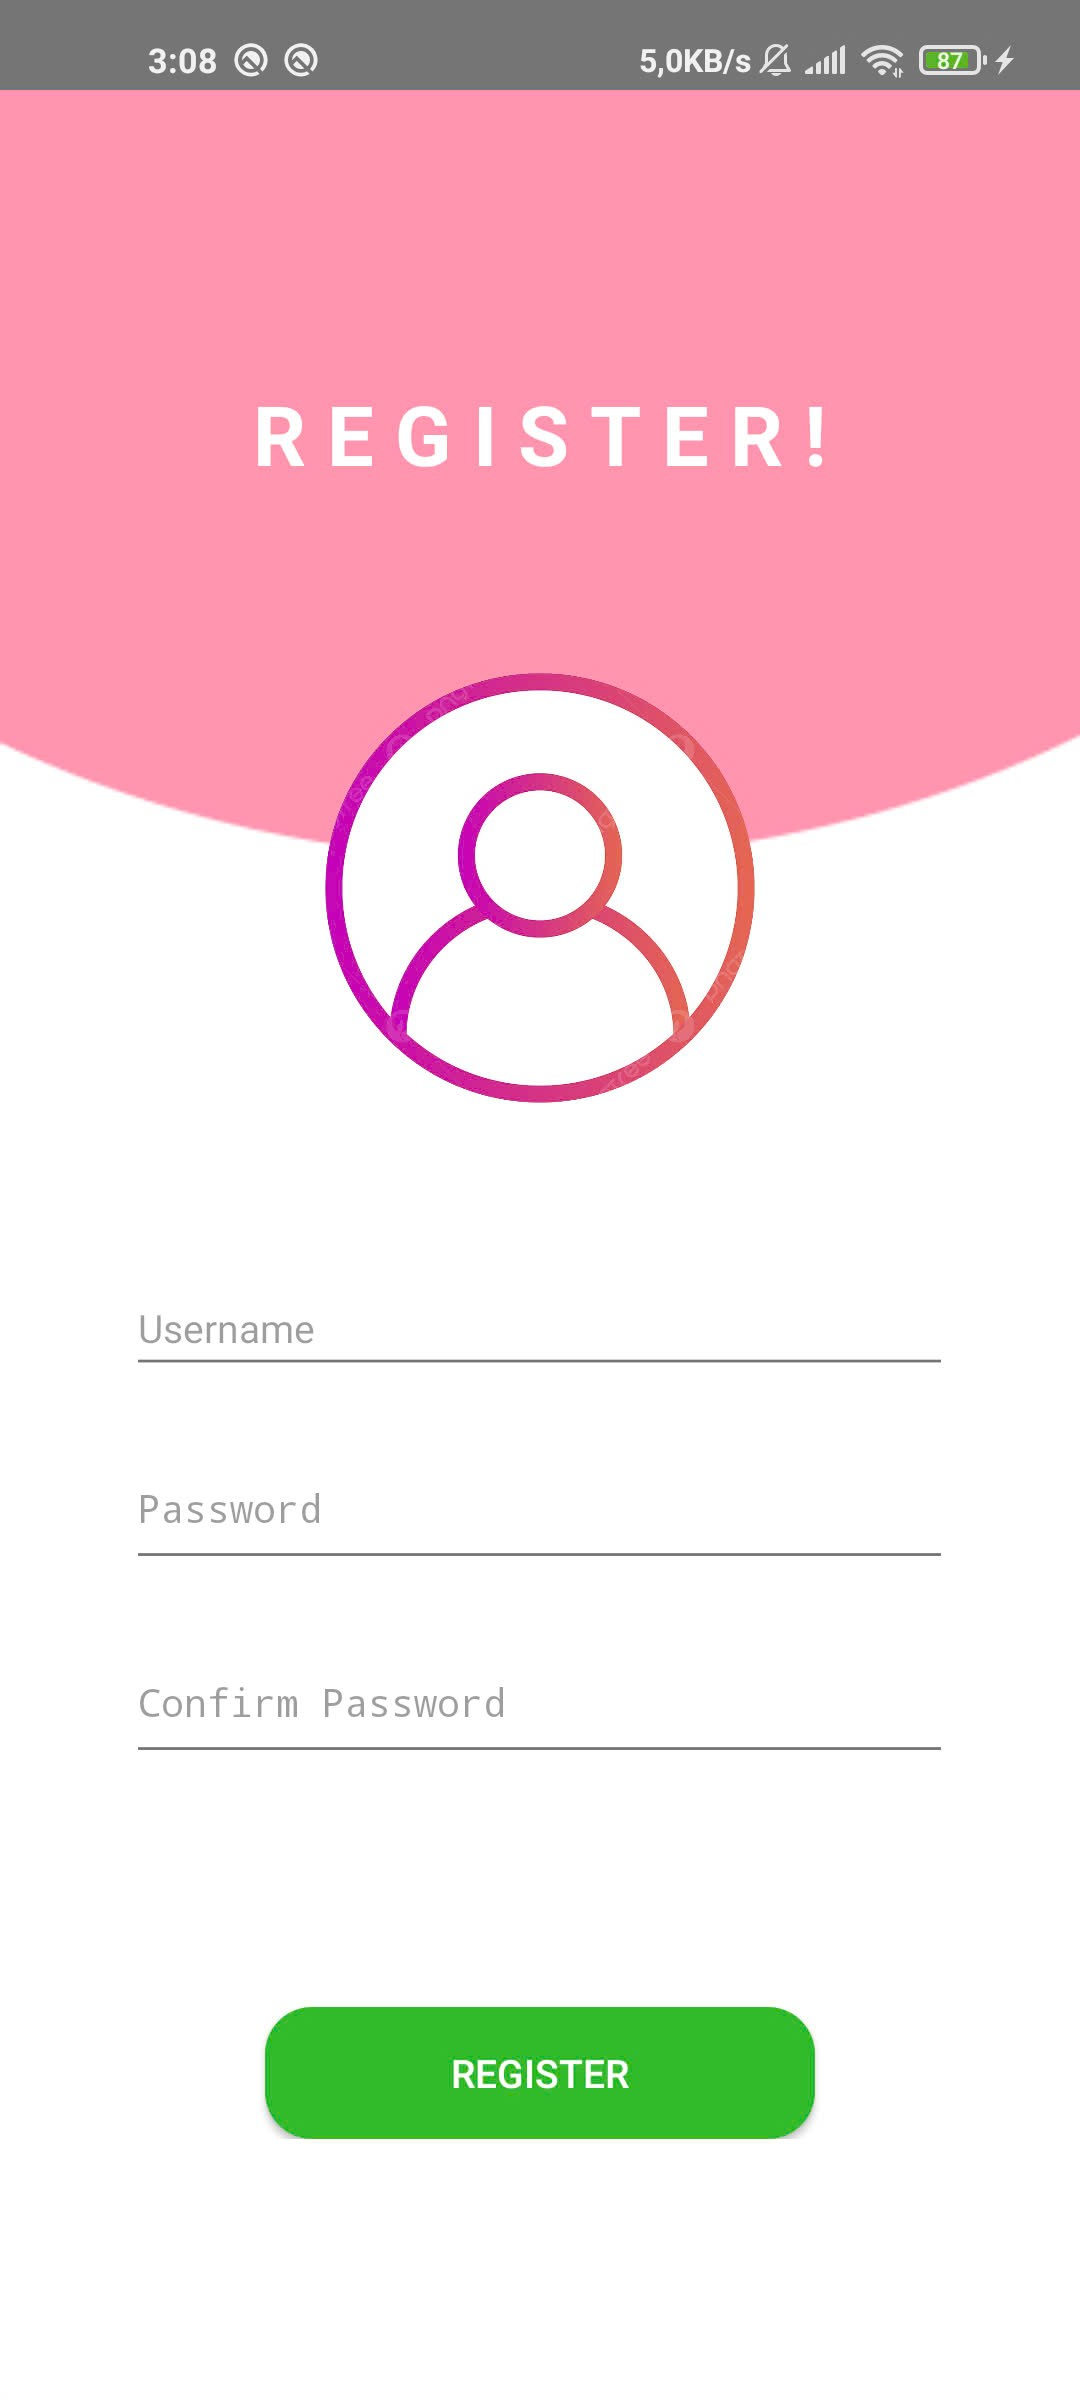 3:08 5,0KB/s 87
REGISTER!
Username
Password
Confirm Password
REGISTER